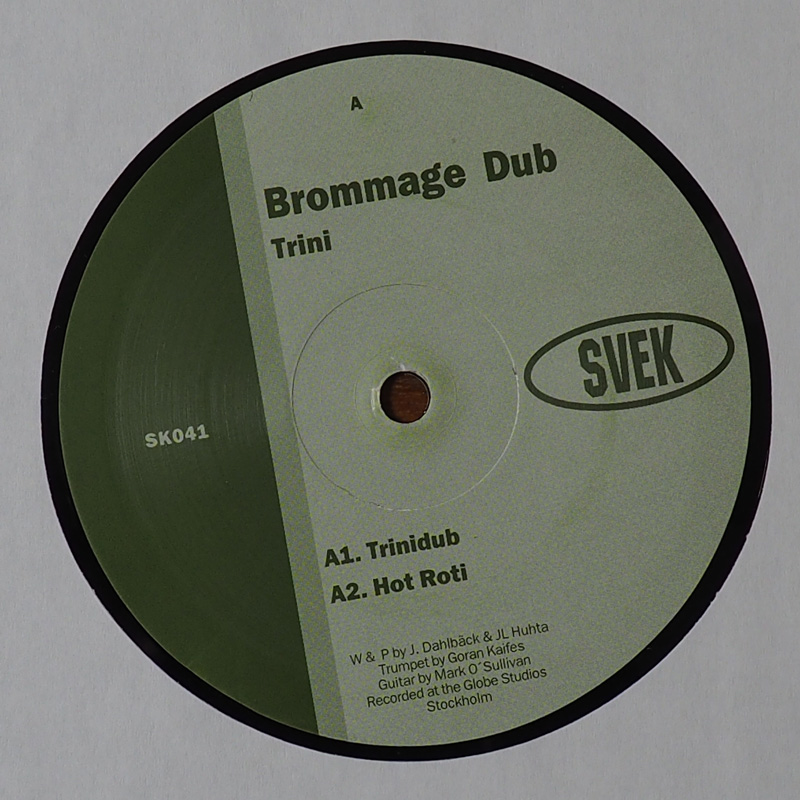 A
Brommage Dub
Trini
SVEK
SK041
A1. Trinidub
A2. Hot Roti
W & P by J. Dahlbäck & JL Huhta
Trumpet by Goran Kaifes
Guitar by Mark O´Sullivan
Recorded at the Globe Studios
Stockholm